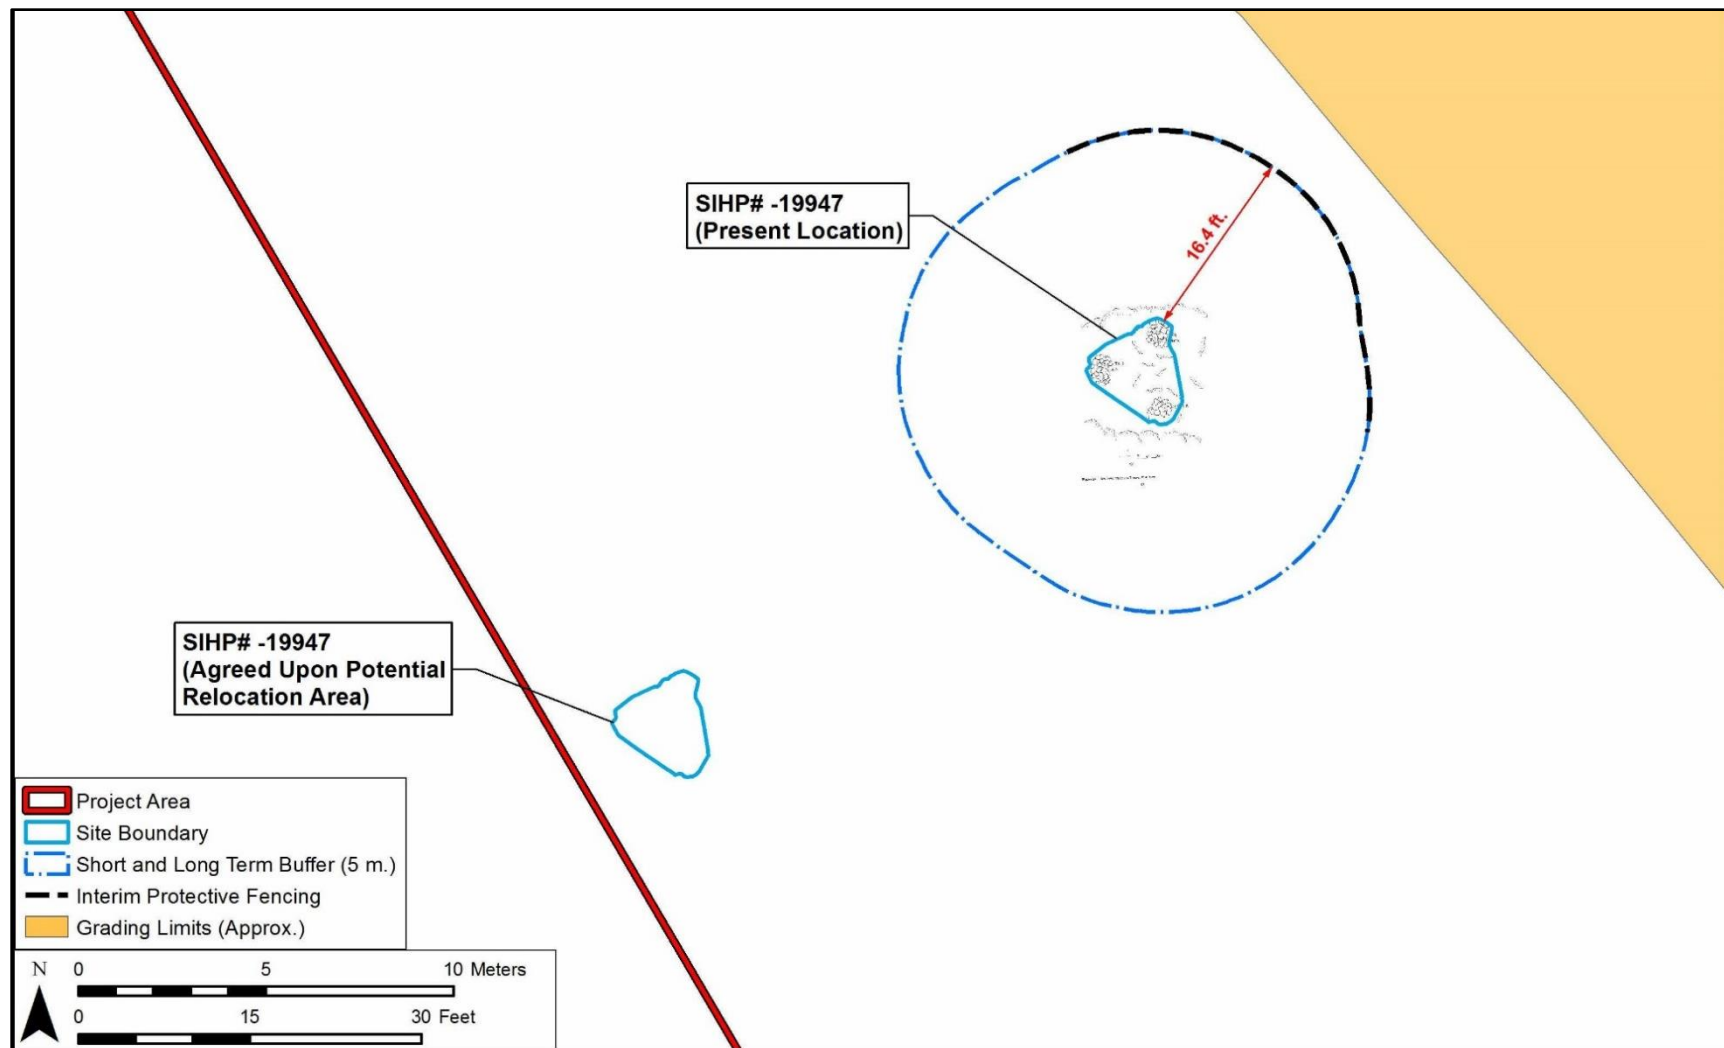 SIHP# -19947
(Present Location)
16.4 ft.
SIHP# -19947
(Agreed Upon Potential
Relocation Area)
Project Area
Site Boundary
Short and Long Term Buffer (5 m.)
Interim Protective Fencing
Grading Limits (Approx.)
N
0 5 10 Meters
0 15 30 Feet